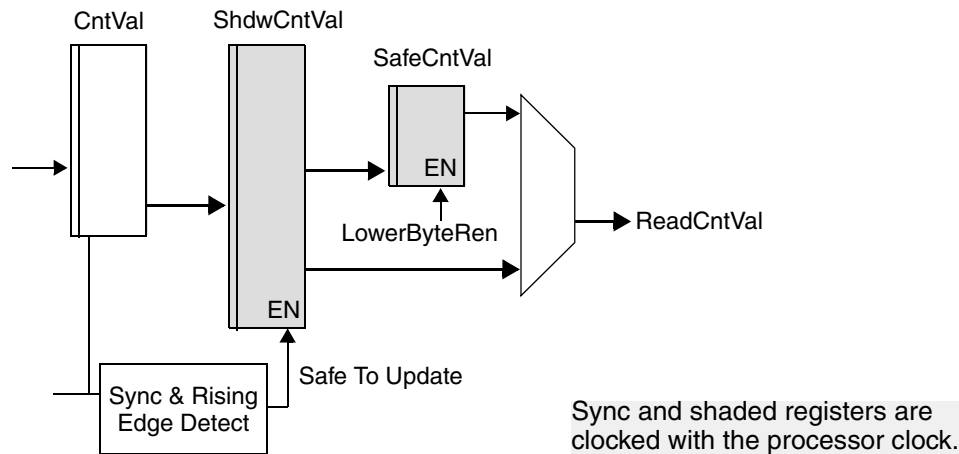 CntVal
ShdwCntVal
SafeCntVal
EN
LowerByteRen
ReadCntVal
EN
Safe To Update
Sync & Rising
Edge Detect
Sync and shaded registers are
clocked with the processor clock.